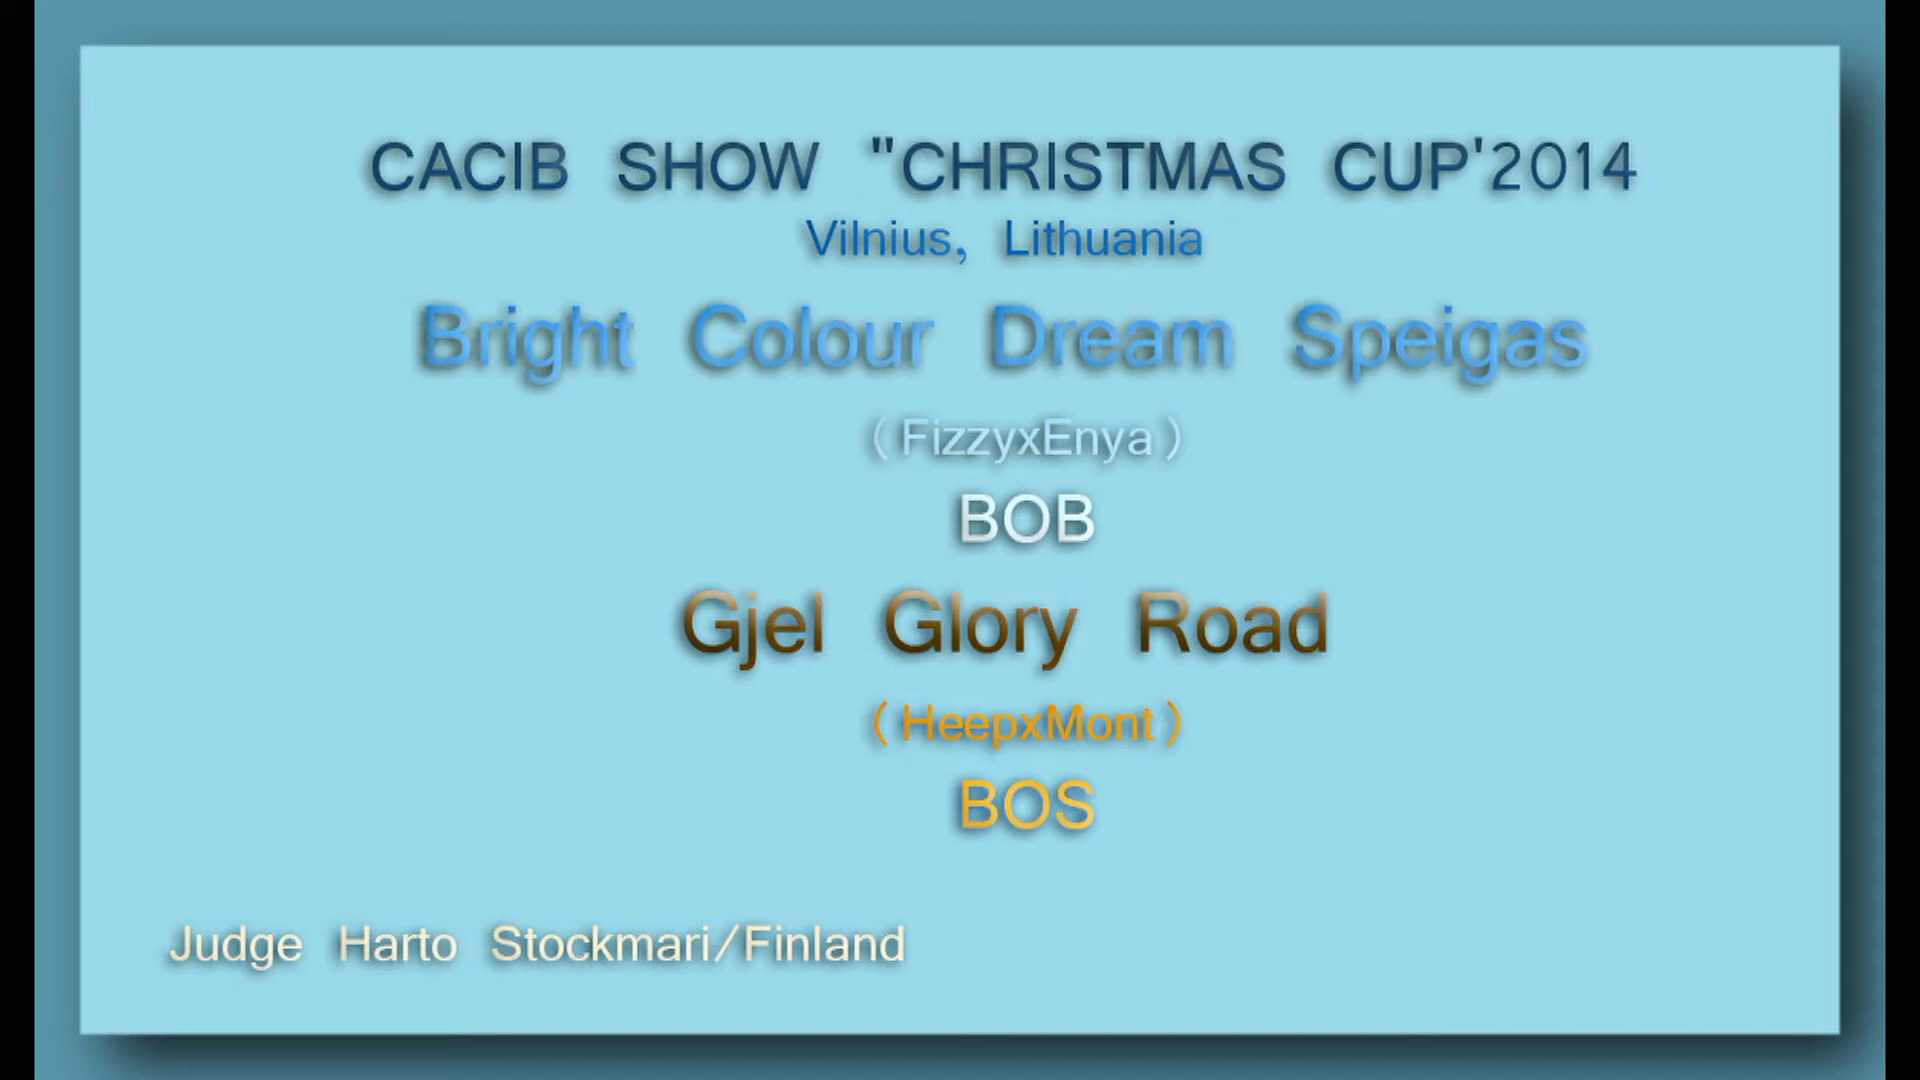 CACIB SHOW "CHRISTMAS CUP'2014
Vilnius, Lithuania
Bright Colour Dream Speigas
(FizzyxEnya)
BOB
Gjel Glory Road
(HeepxMont)
BOS
Judge Harto Stockmari/Finland